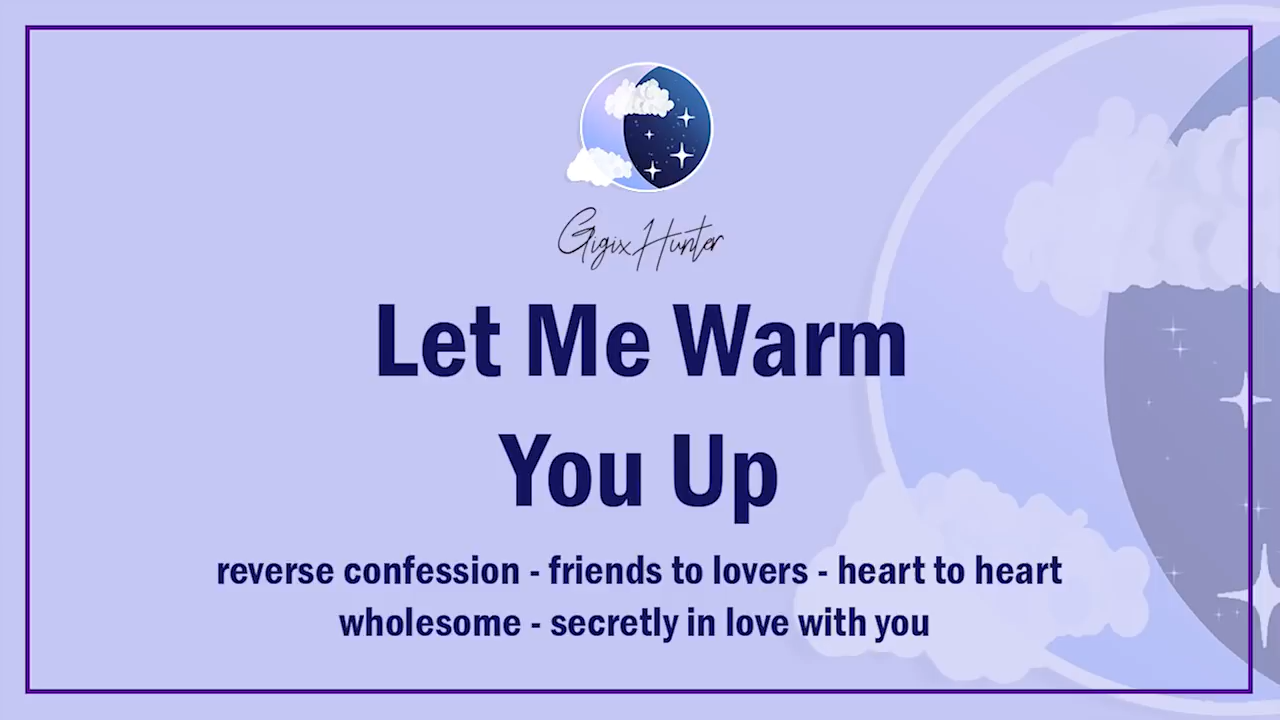 GigixHunter
Let Me Warm
You Up
reverse confession - friends to lovers - heart to heart
wholesome - secretly in love with you